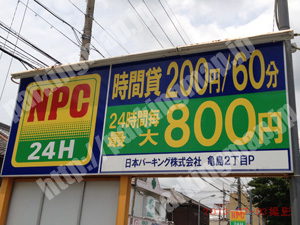 NPC
24H
時間貸 200円/60分
24時間毎
最大 800円
日本パーキング株式会社 亀島2丁目P
NPC